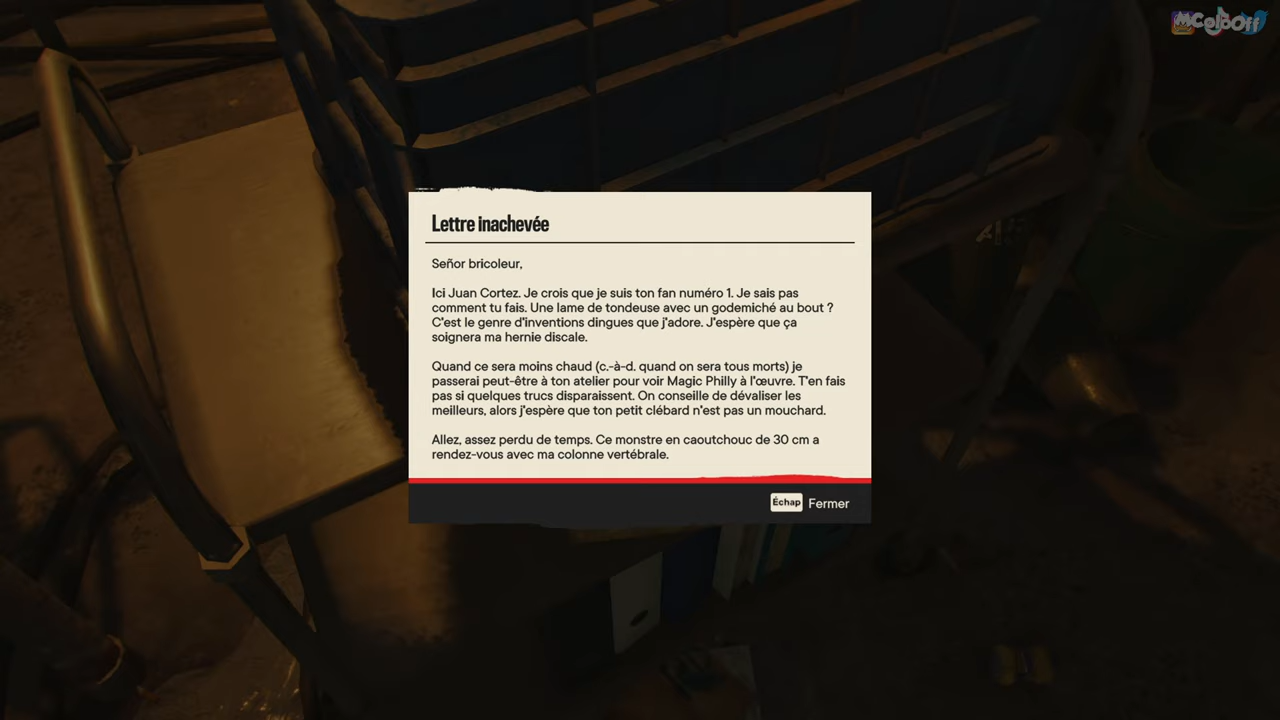 MColoOff
Lettre inachevée
Señor bricoleur,
Ici Juan Cortez. Je crois que je suis ton fan numéro 1. Je sais pas
comment tu fais. Une lame de tondeuse avec un godemiché au bout ?
C'est le genre d'inventions dingues que j'adore. J'espère que ça
soignera ma hernie discale.
Quand ce sera moins chaud (c.-à-d. quand on sera tous morts) je
passerai peut-être à ton atelier pour voir Magic Philly à l'œuvre. T'en fais
pas si quelques trucs disparaissent. On conseille de dévaliser les
meilleurs, alors j'espère que ton petit clébard n'est pas un mouchard.
Allez, assez perdu de temps. Ce monstre en caoutchouc de 30 cm a
rendez-vous avec ma colonne vertébrale.
Échap Fermer